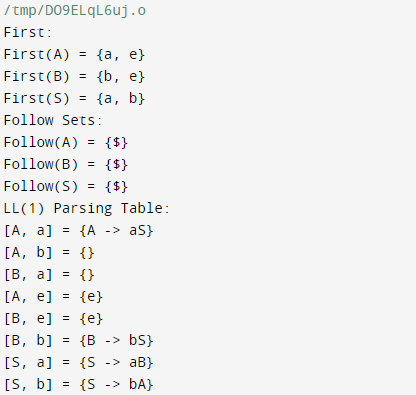 /tmp/DO9ELqL6uj.o
First:
First(A) = {a, e}
First(B) = {b, e}
First(S) = {a, b}
Follow Sets:
Follow(A) = {$}
Follow(B) = {$}
Follow(S) = {$}
LL(1) Parsing Table:
[A, a] = {A -> aS}
[A, b] = {}
[B, a] = {}
[A, e] = {e}
[B, e] = {e}
[B, b] = {B -> bS}
[S, a] = {S -> aB}
[S, b] = {S -> bA}